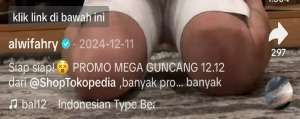 klik link di bawah ini
alwifahry · 2024-12-11
297
Siap siap!😵 PROMO MEGA GUNCANG 12.12
dari @ShopTokopedia ,banyak pro... banyak
♫ bal12 Indonesian Type Be